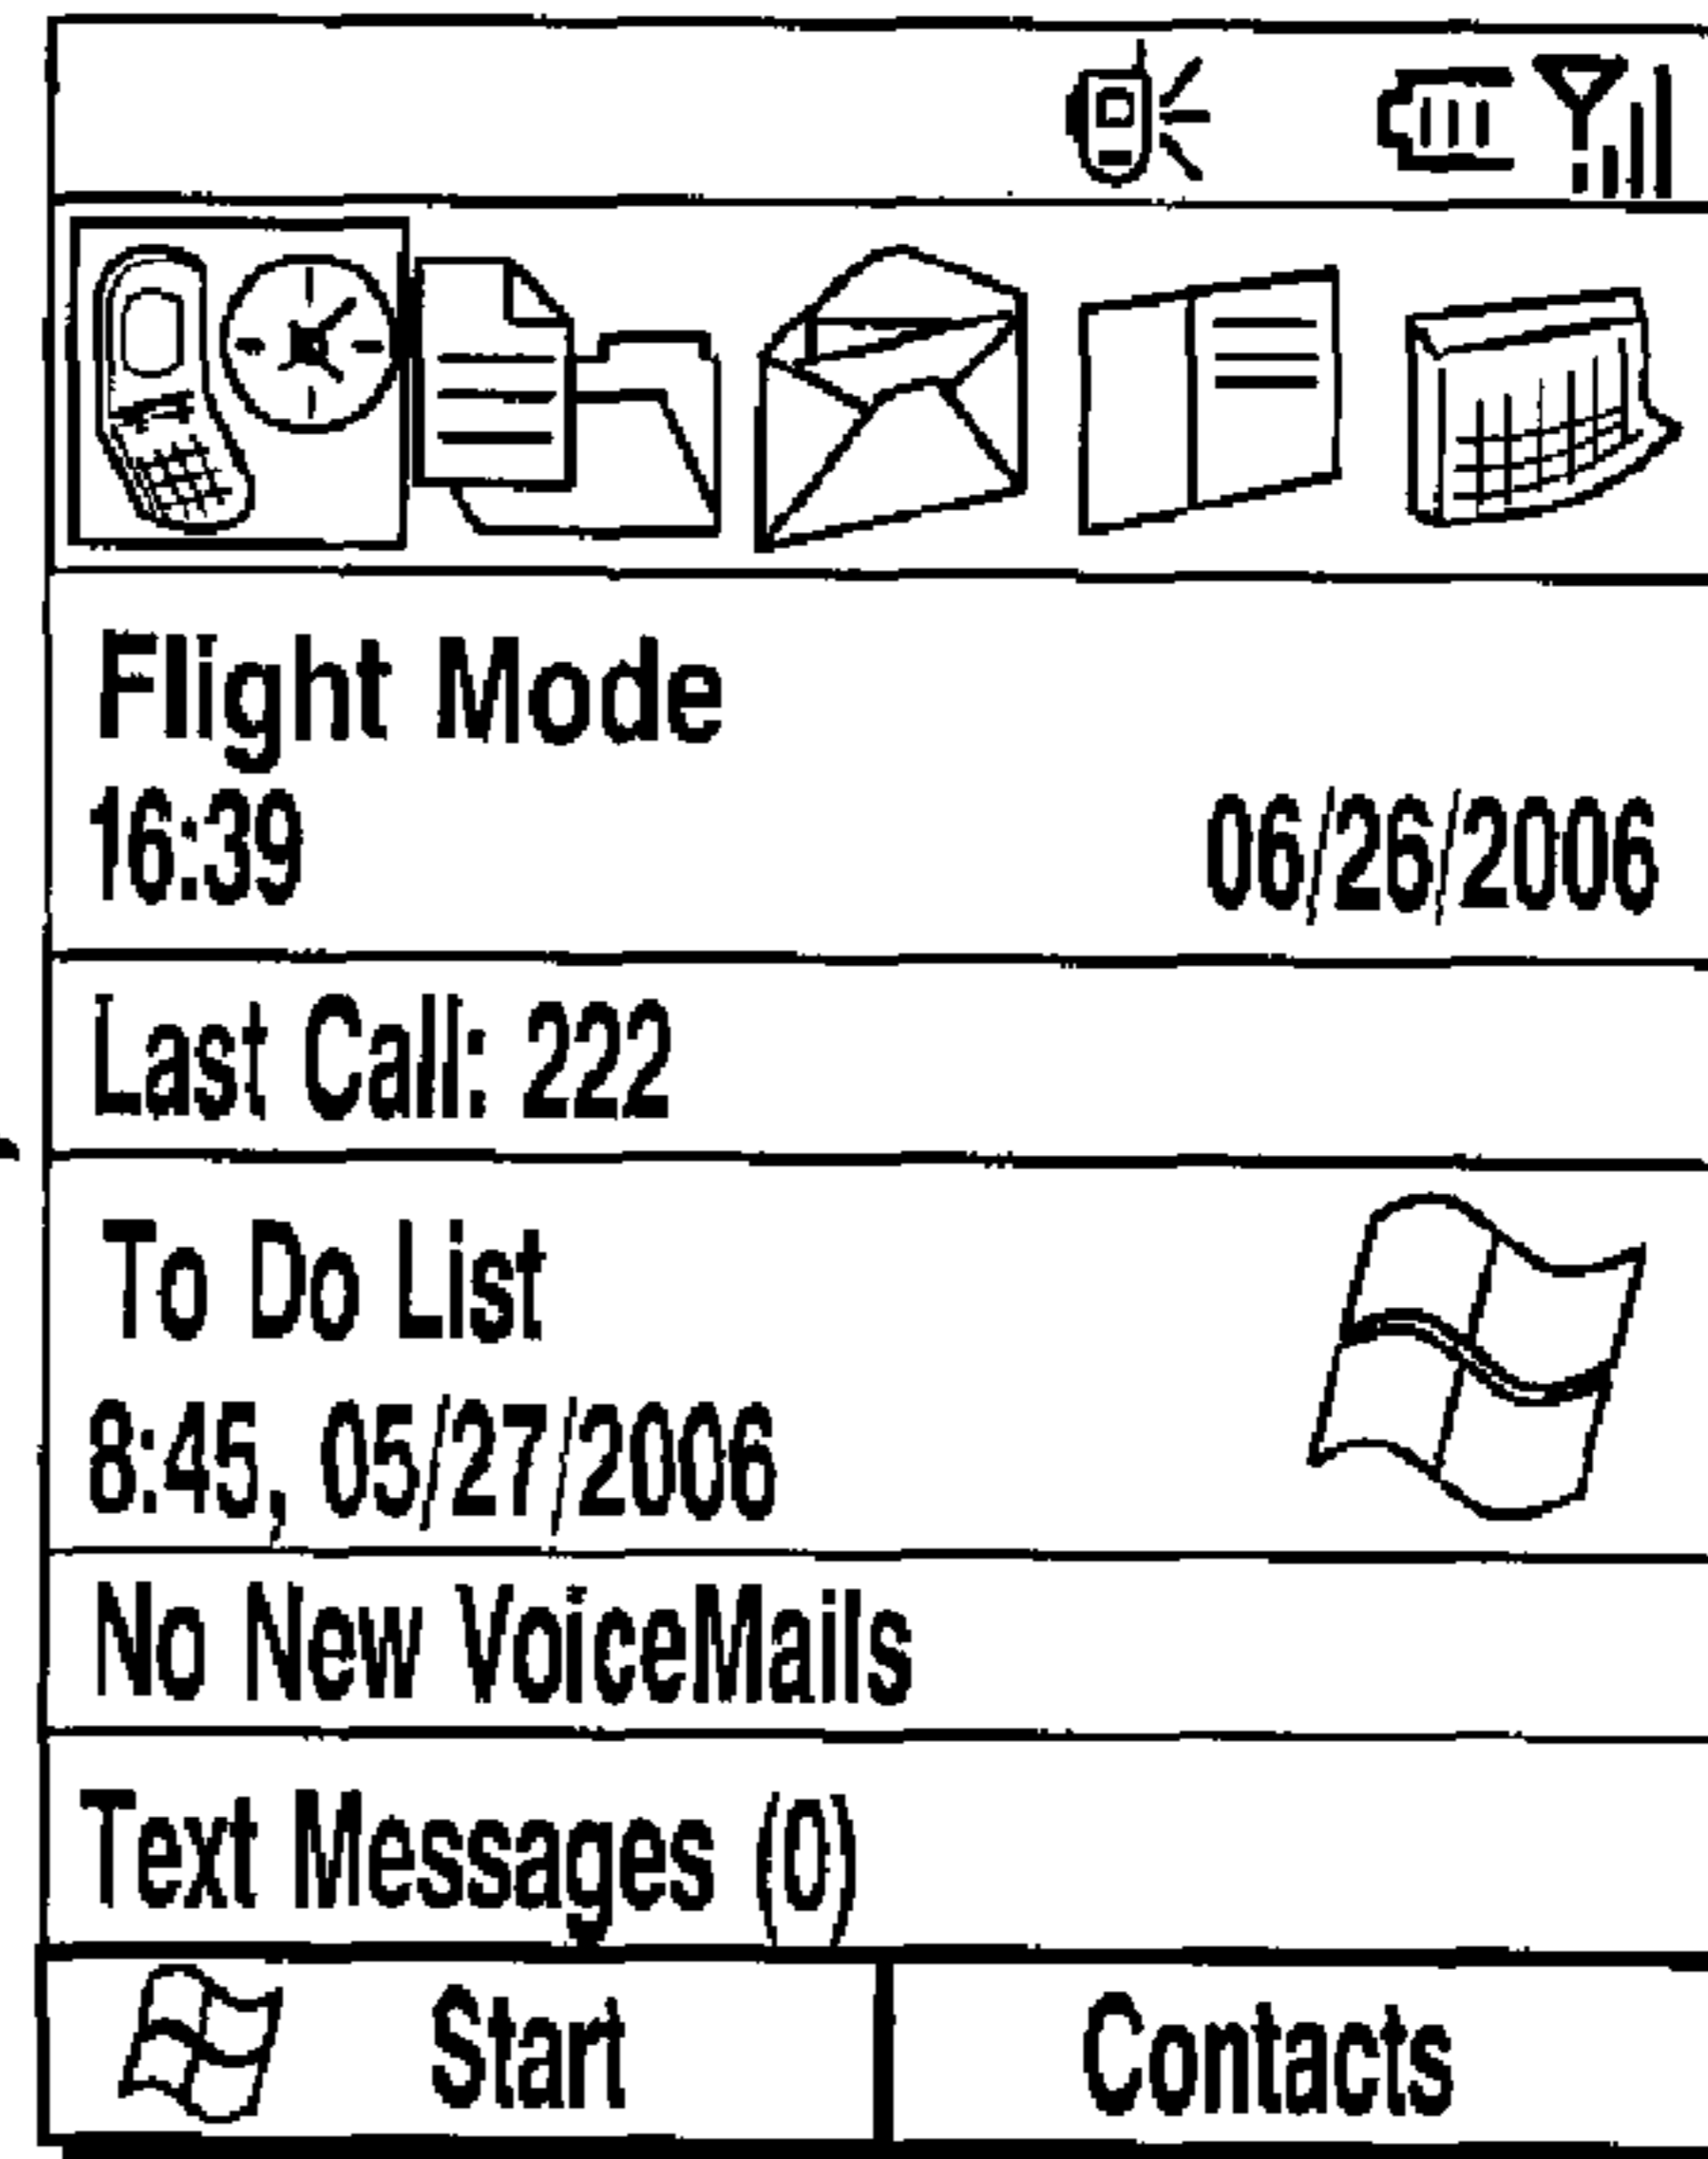 Flight Mode
16:39 06/26/2006
Last Call: 222
To Do List
8:45, 05/27/2006
No New VoiceMails
Text Messages (0)
Start Contacts